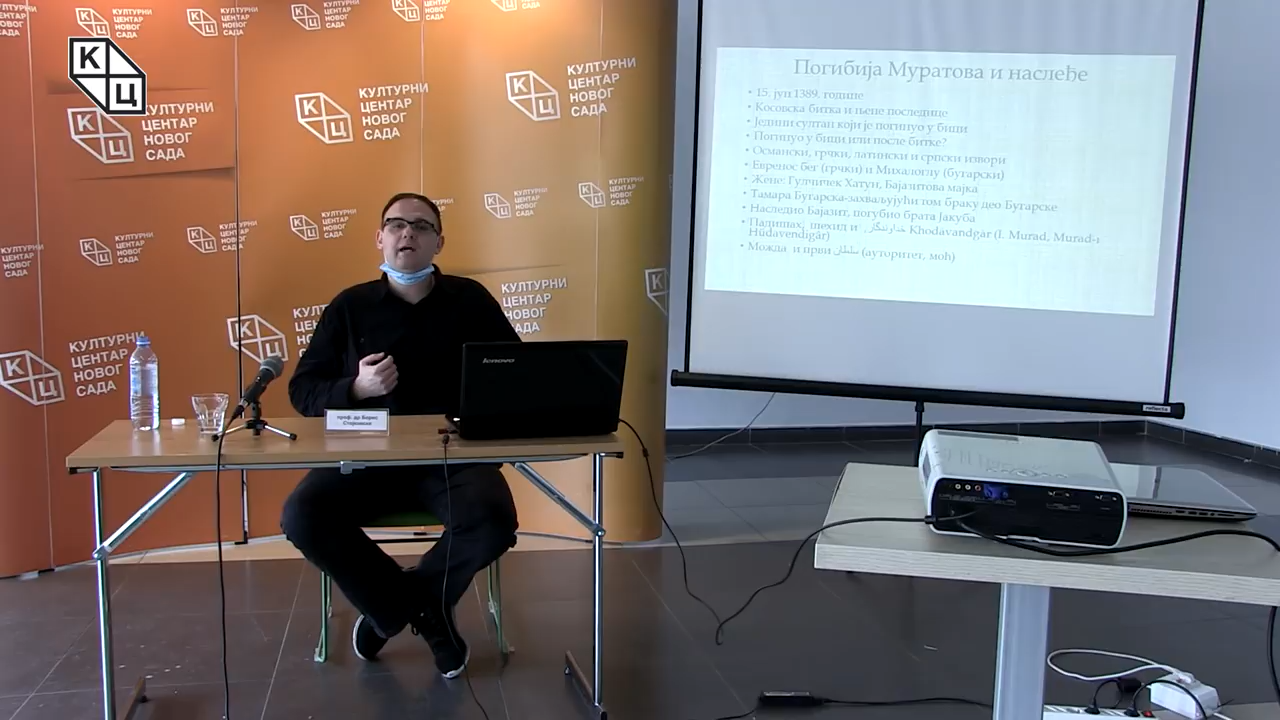 КУЛТУРНИ
ЦЕНТАР
НОВОГ
САДА
КЦ
Погибија Муратова и наслеђе
• 15. јун 1389. године
• Косовска битка и њене последице
• Једини султан који је погинуо у бици
• Погинуо у бици или после битке?
• Османски, грчки, латински и српски извори
• Евренос бег (грчки) и Михалоглу (бугарски)
• Жене: Гулчичек Хатун, Бајазитова мајка
• Тамара Бугарска-захваљујући том браку део Бугарске
• Наследио Бајазит, погубио брата Јакуба
• Падишах, шехид и خداوندگار, Khodāvandgār (I. Murad, Murad-ı
Hüdavendigâr)
• Можда и први سلطان (ауторитет, моћ)
проф. др Борис
lenovo
reflecta